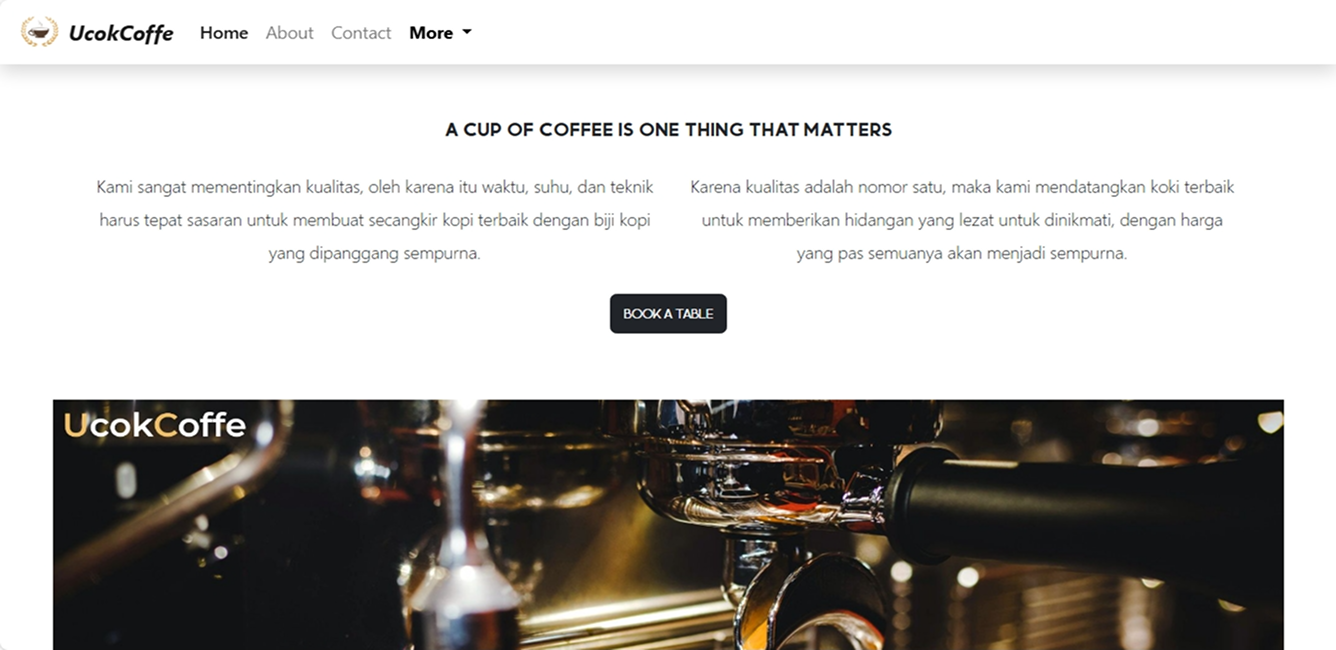 UcokCoffe Home About Contact More
A CUP OF COFFEE IS ONE THING THAT MATTERS
Kami sangat mementingkan kualitas, oleh karena itu waktu, suhu, dan teknik
harus tepat sasaran untuk membuat secangkir kopi terbaik dengan biji kopi
yang dipanggang sempurna.
Karena kualitas adalah nomor satu, maka kami mendatangkan koki terbaik
untuk memberikan hidangan yang lezat untuk dinikmati, dengan harga
yang pas semuanya akan menjadi sempurna.
BOOK A TABLE
UcokCoffe